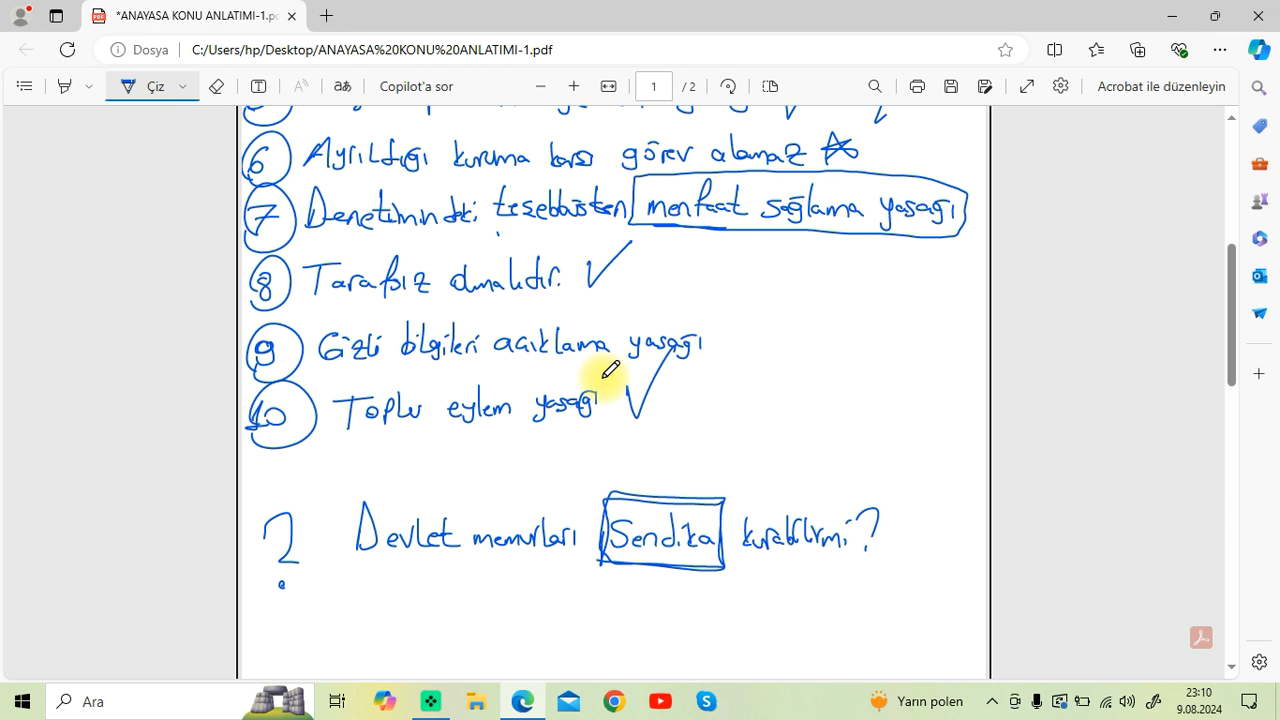 *ANAYASA KONU ANLATIMI-1.pc
Dosya C:/Users/hp/Desktop/ANAYASA%20KONU%20ANLATIMI-1.pdf
Çiz aあ Copilot'a sor 1 / 2 Acrobat ile düzenleyin
6 Ayrıldığı kuruma karşı görev alamaz
7 Denetimindeki teşebbüsten menfaat sağlama yasağı
8 Tarafsız olmalıdır.
9 Gizli bilgileri açıklama yasağı
10 Toplu eylem yasağı
? Devlet memurları Sendika kurabilirmi?
Ara
Yarın polen
23:10
9.08.2024